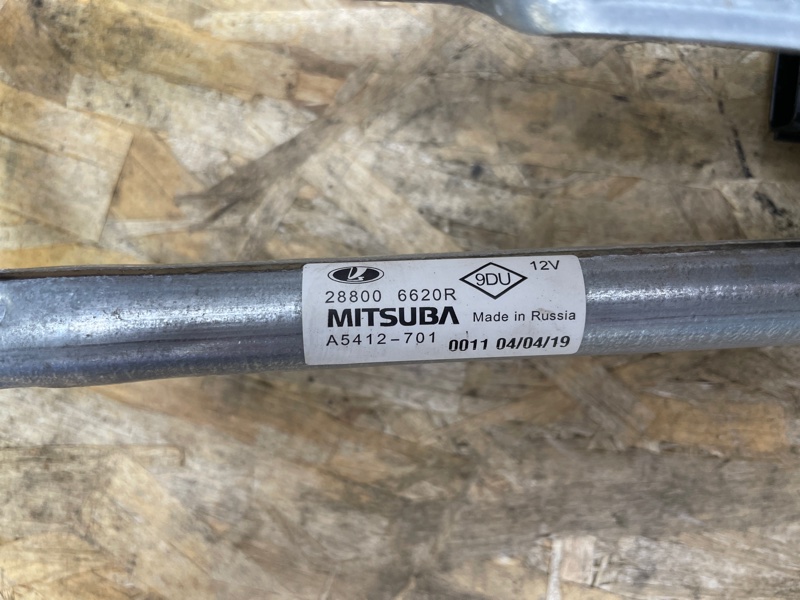 9DU 12V
28800 6620R
MITSUBA Made in Russia
A5412-701 0011 04/04/19